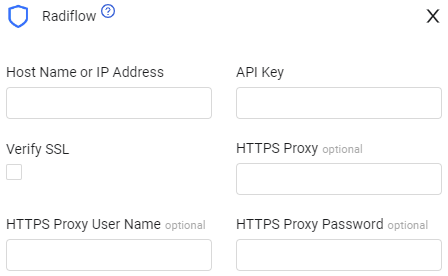 Radiflow ?
Host Name or IP Address
API Key
Verify SSL
HTTPS Proxy optional
HTTPS Proxy User Name optional
HTTPS Proxy Password optional